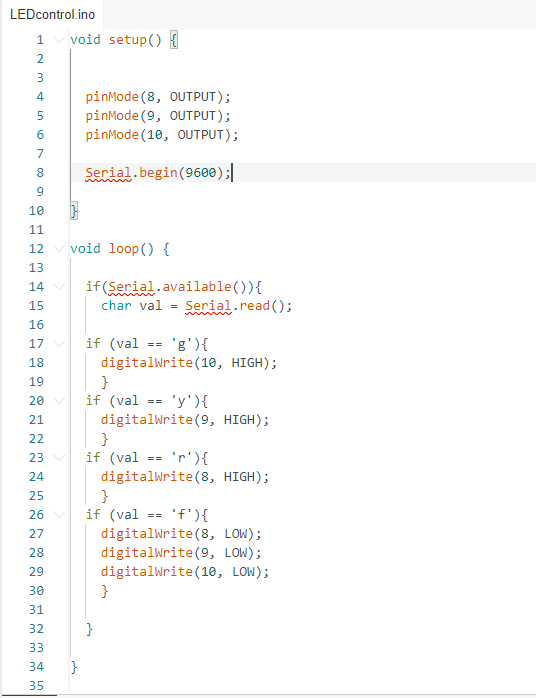 LEDcontrol.ino
1 void setup() {
2
3
4 pinMode(8, OUTPUT);
5 pinMode(9, OUTPUT);
6 pinMode(10, OUTPUT);
7
8 Serial.begin(9600);
9
10 }
11
12 void loop() {
13
14 if(Serial.available()){
15 char val = Serial.read();
16
17 if (val == 'g'){
18 digitalWrite(10, HIGH);
19 }
20 if (val == 'y'){
21 digitalWrite(9, HIGH);
22 }
23 if (val == 'r'){
24 digitalWrite(8, HIGH);
25 }
26 if (val == 'f'){
27 digitalWrite(8, LOW);
28 digitalWrite(9, LOW);
29 digitalWrite(10, LOW);
30 }
31
32 }
33
34 }
35